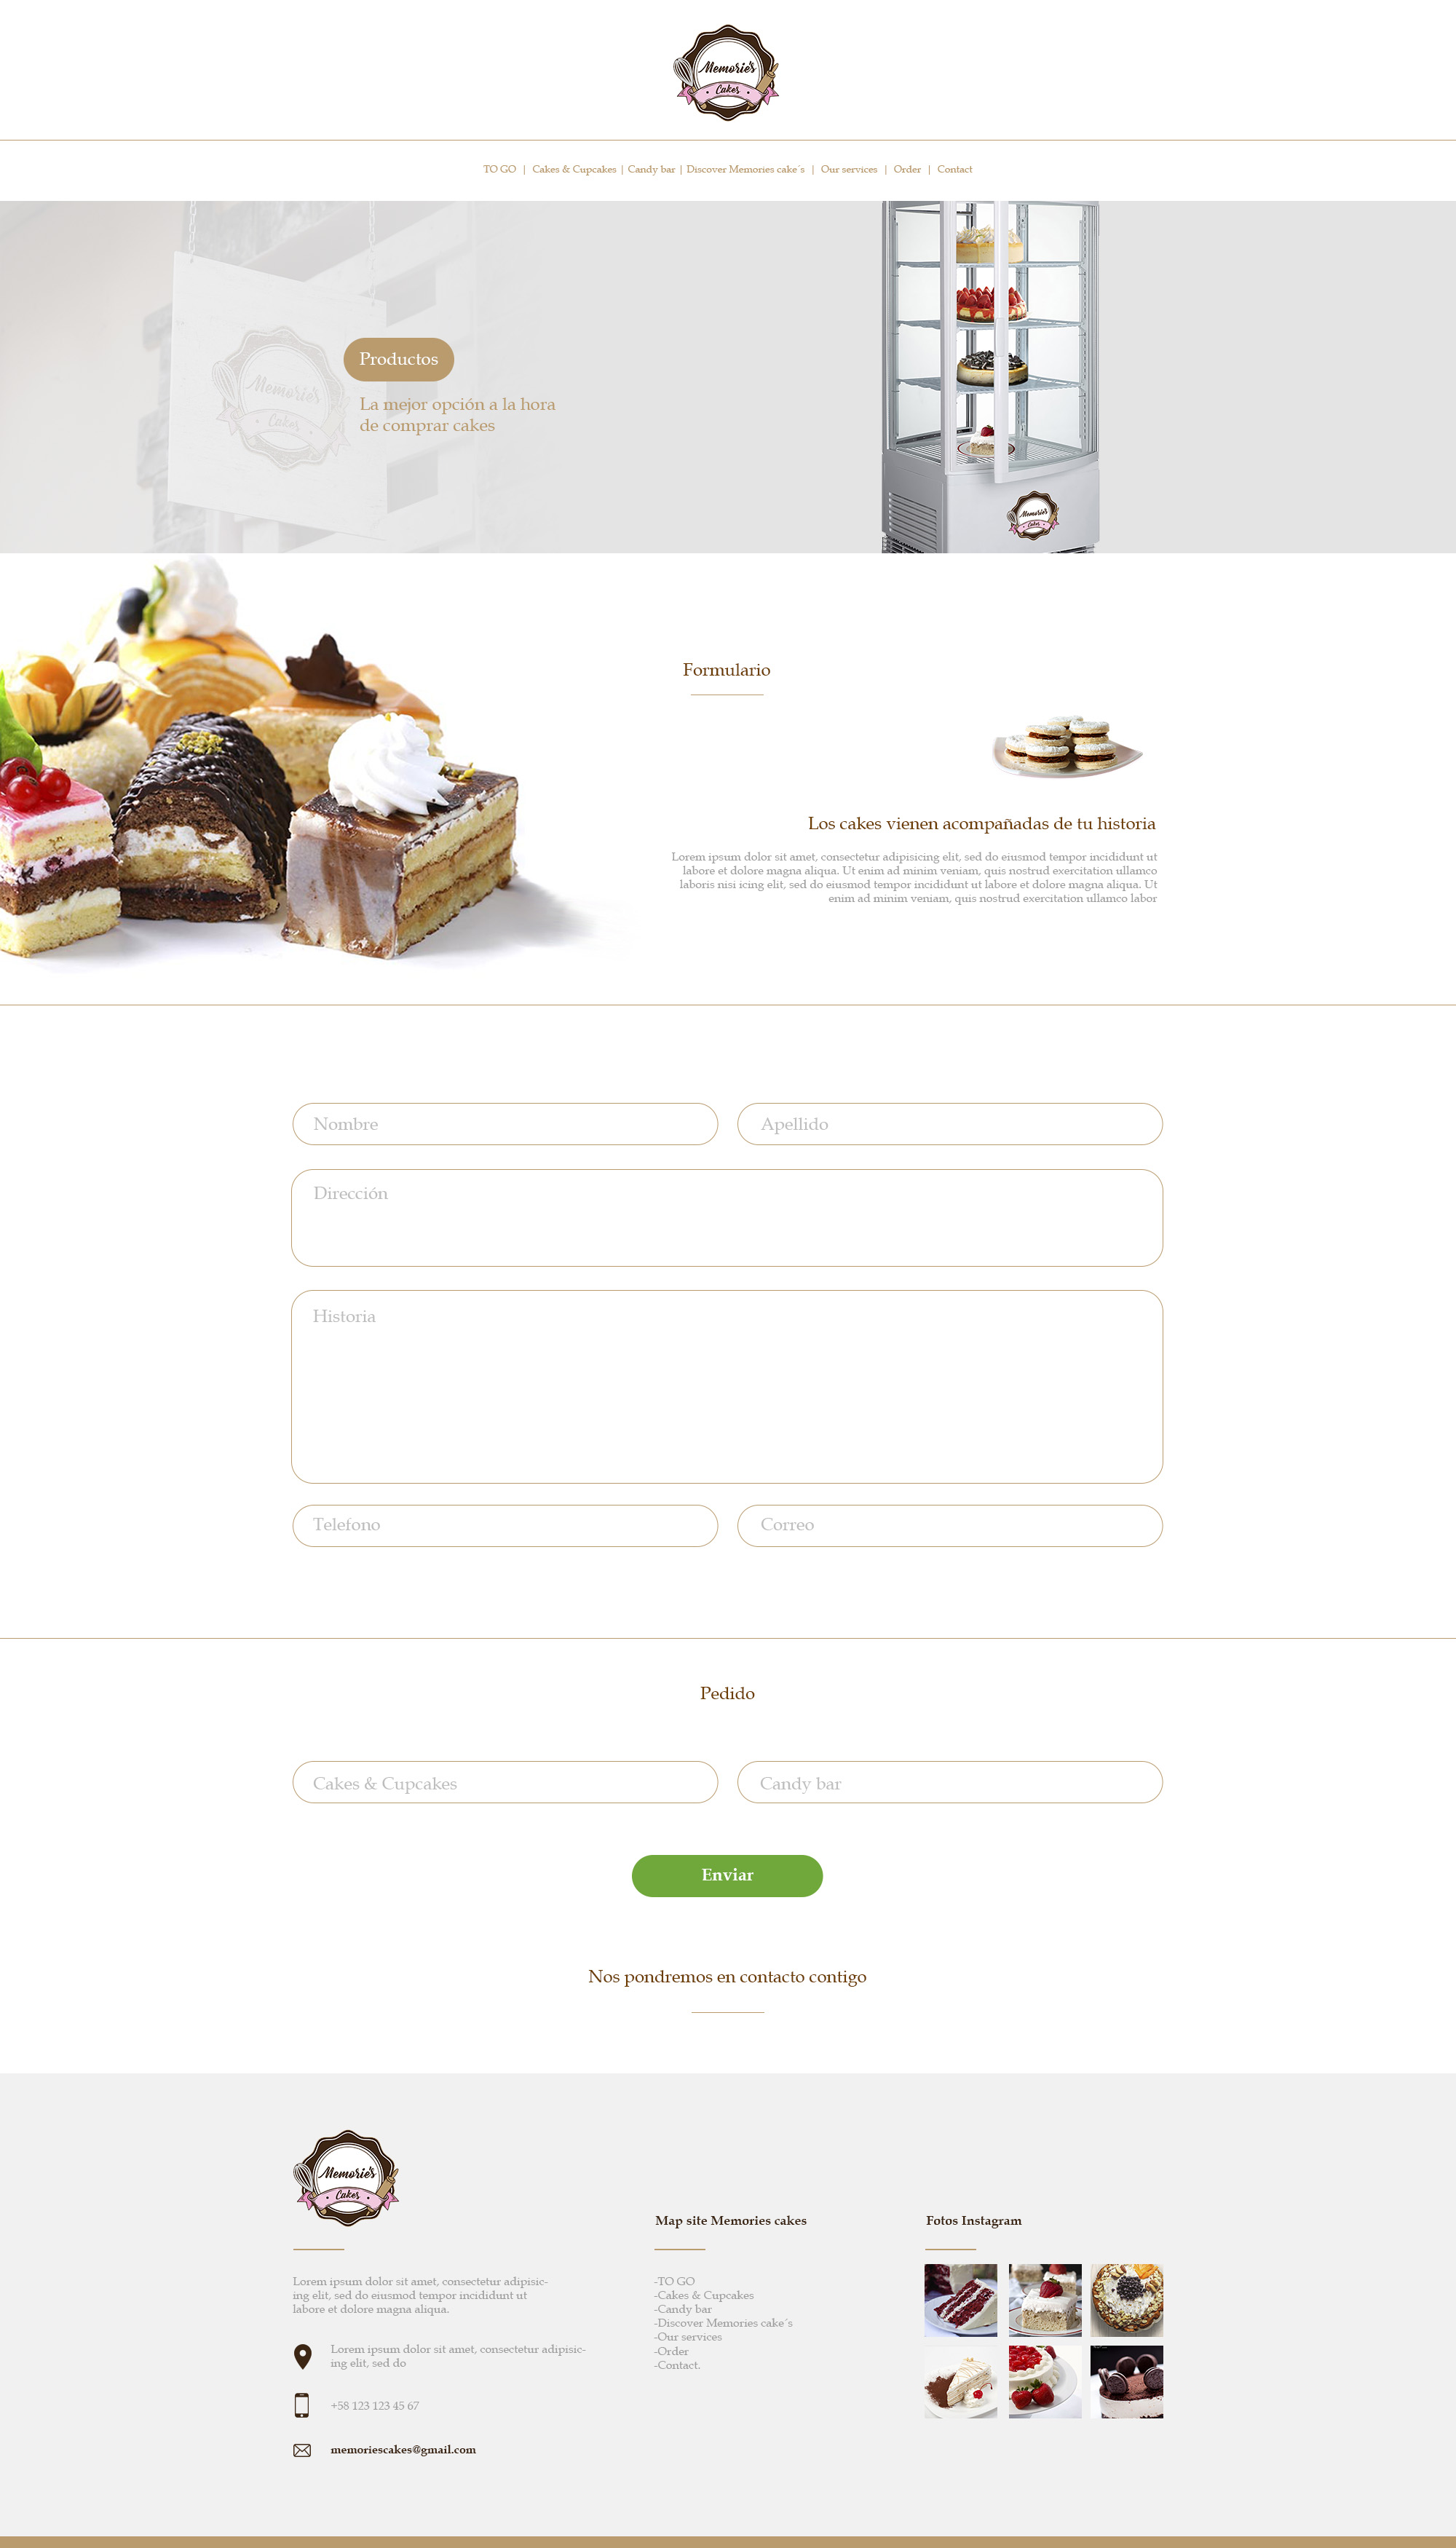 Memorie's
Cakes
TO GO | Cakes & Cupcakes | Candy bar | Discover Memories cake´s | Our services | Order | Contact
Memorie's
Cakes
Productos
La mejor opción a la hora
de comprar cakes
Memorie's
Cakes
Formulario
Los cakes vienen acompañadas de tu historia
Lorem ipsum dolor sit amet, consectetur adipisicing elit, sed do eiusmod tempor incididunt ut
labore et dolore magna aliqua. Ut enim ad minim veniam, quis nostrud exercitation ullamco
laboris nisi icing elit, sed do eiusmod tempor incididunt ut labore et dolore magna aliqua. Ut
enim ad minim veniam, quis nostrud exercitation ullamco labor
Nombre
Apellido
Dirección
Historia
Telefono
Correo
Pedido
Cakes & Cupcakes
Candy bar
Enviar
Nos pondremos en contacto contigo
Memorie's
Cakes
Lorem ipsum dolor sit amet, consectetur adipisic-
ing elit, sed do eiusmod tempor incididunt ut
labore et dolore magna aliqua.
Lorem ipsum dolor sit amet, consectetur adipisic-
ing elit, sed do
+58 123 123 45 67
memoriescakes@gmail.com
Map site Memories cakes
-TO GO
-Cakes & Cupcakes
-Candy bar
-Discover Memories cake´s
-Our services
-Order
-Contact.
Fotos Instagram